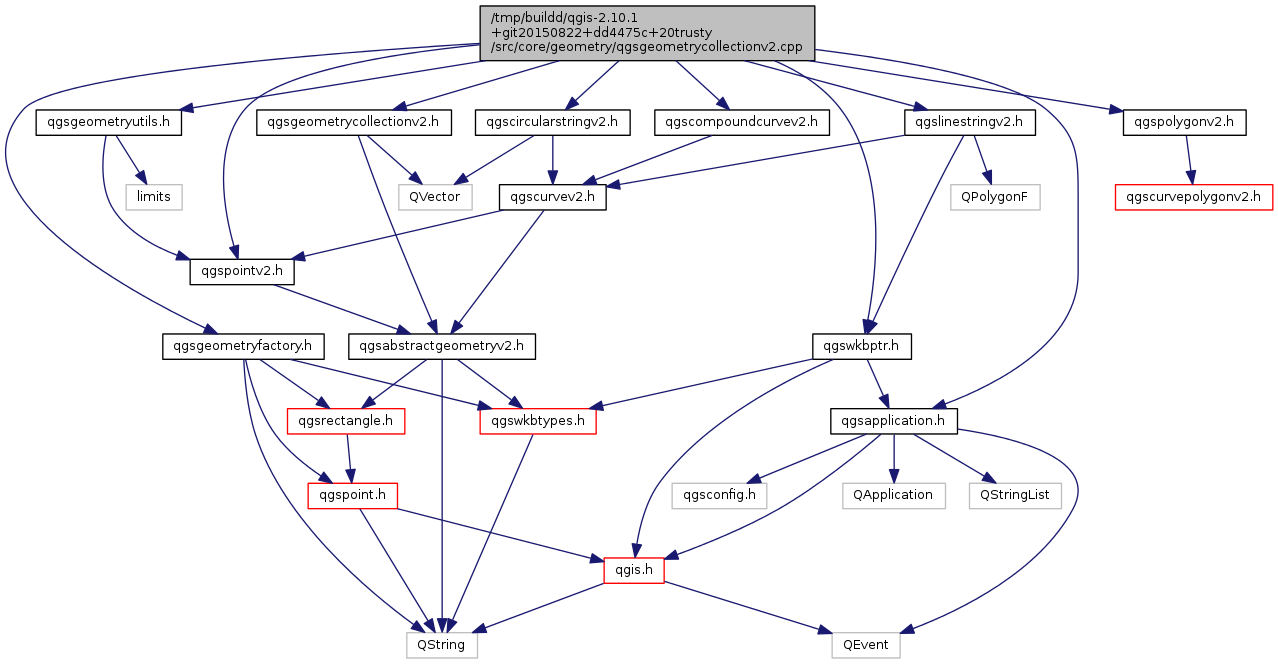 /tmp/buildd/qgis-2.10.1
+git20150822+dd4475c+20trusty
/src/core/geometry/qgsgeometrycollectionv2.cpp
qgsgeometryutils.h
qgsgeometrycollectionv2.h
qgscircularstringv2.h
qgscompoundcurvev2.h
qgslinestringv2.h
qgspolygonv2.h
limits
QVector
qgscurvev2.h
QPolygonF
qgscurvepolygonv2.h
qgspointv2.h
qgsgeometryfactory.h
qgsabstractgeometryv2.h
qgswkbptr.h
qgsrectangle.h
qgswkbtypes.h
qgsapplication.h
qgspoint.h
qgsconfig.h
QApplication
QStringList
qgis.h
QString
QEvent